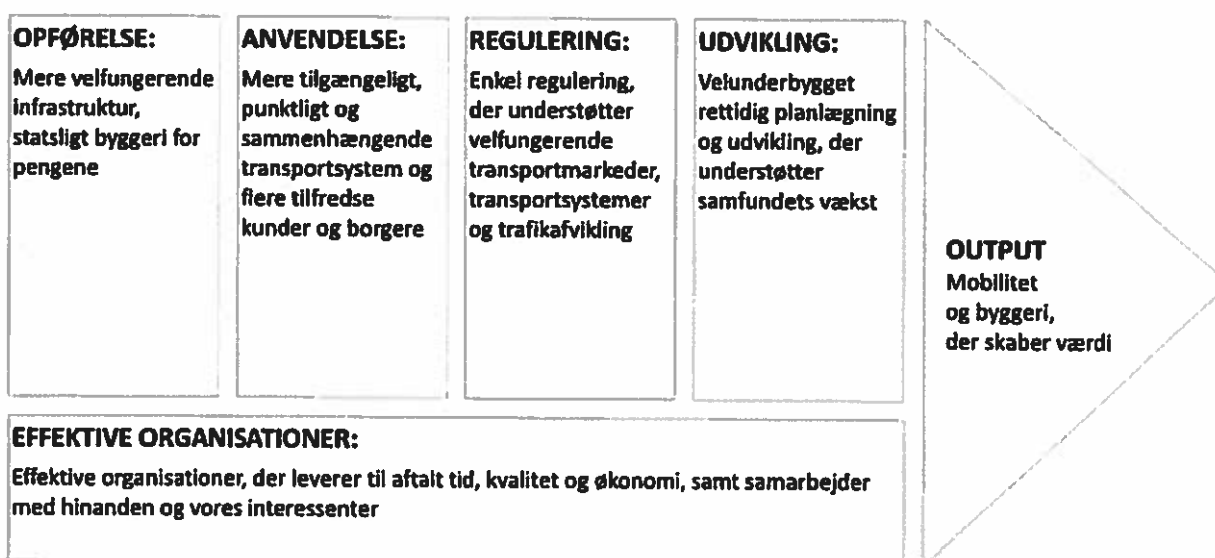 OPFØRELSE:
Mere velfungerende
infrastruktur,
statsligt byggeri for
pengene
ANVENDELSE:
Mere tilgængeligt,
punktligt og
sammenhængende
transportsystem og
flere tilfredse
kunder og borgere
REGULERING:
Enkel regulering,
der understøtter
velfungerende
transportmarkeder,
transportsystemer
og trafikafvikling
UDVIKLING:
Velunderbygget
rettidig planlægning
og udvikling, der
understøtter
samfundets vækst
OUTPUT
Mobilitet
og byggeri,
der skaber værdi
EFFEKTIVE ORGANISATIONER:
Effektive organisationer, der leverer til aftalt tid, kvalitet og økonomi, samt samarbejder
med hinanden og vores interessenter